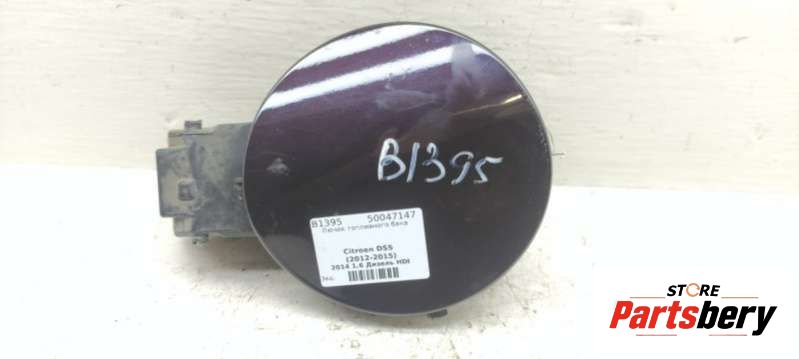 B1395
B1395 50047147
Лючок топливного бака
Citroen DS5
(2012-2015)
2014 1.6 Дизель HDI
STORE
Partsbery